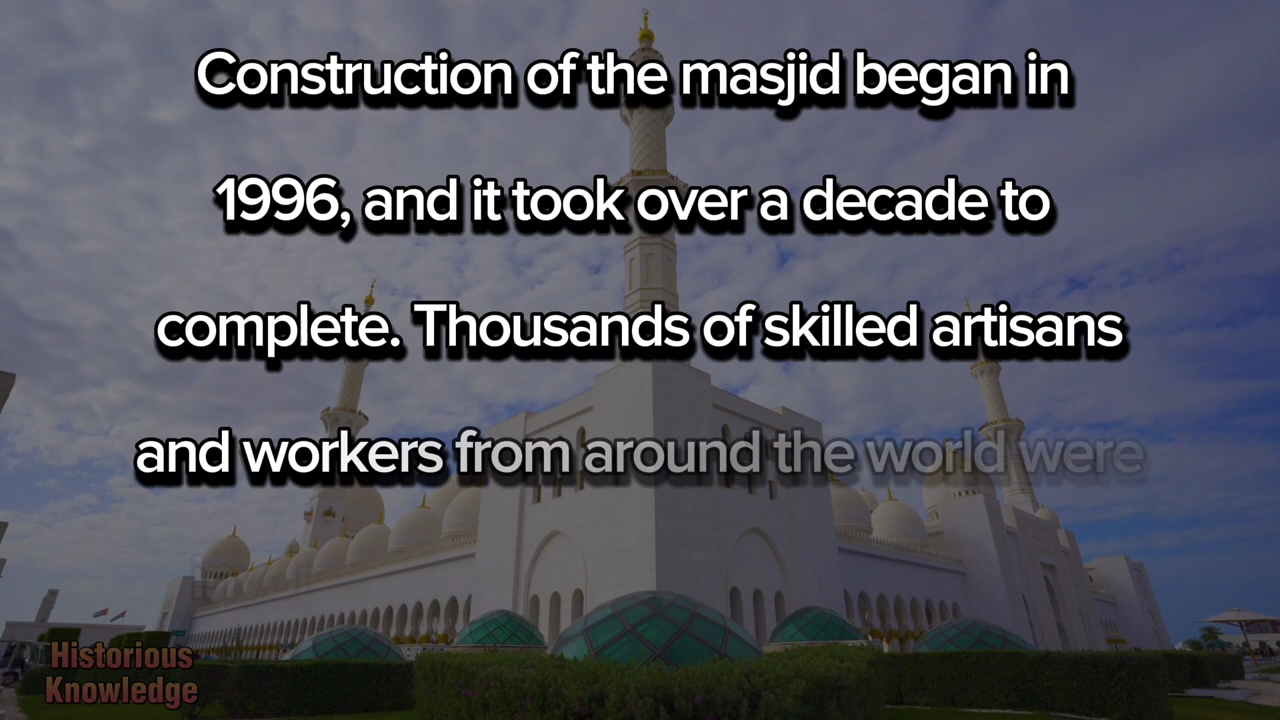 Construction of the masjid began in
1996, and it took over a decade to
complete. Thousands of skilled artisans
and workers from around the world were
Historious
Knowledge